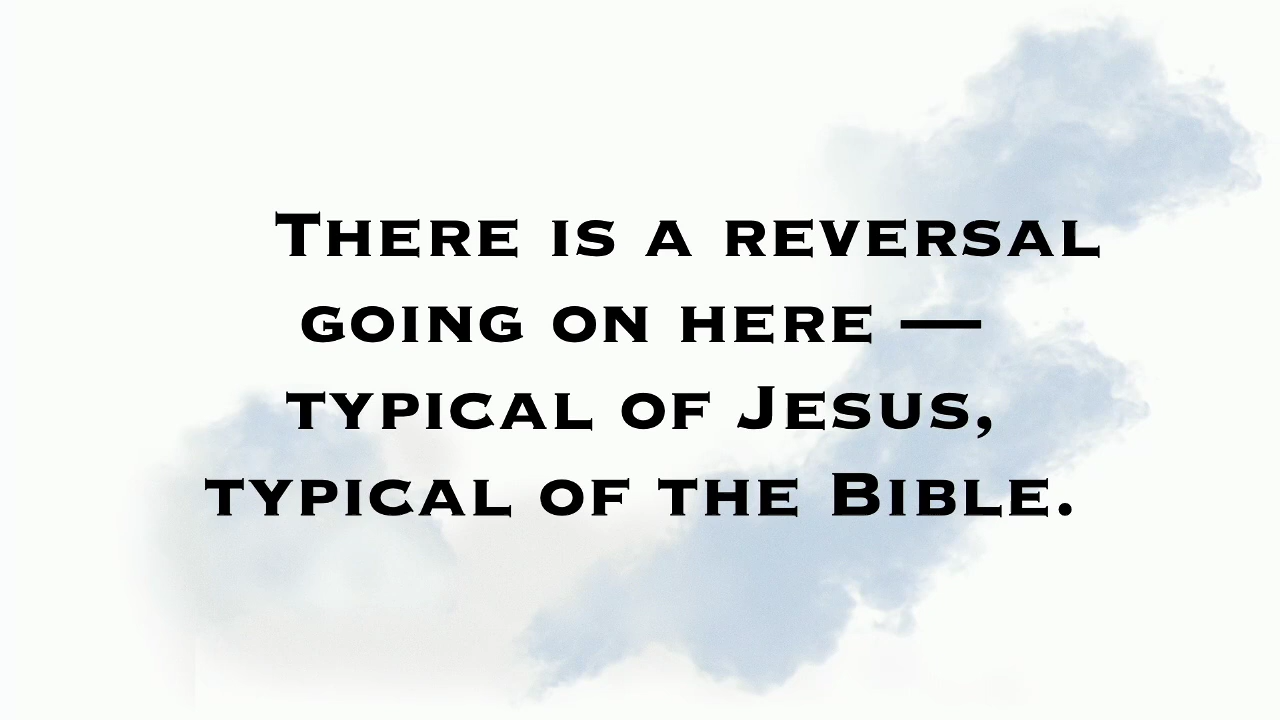 There is a reversal
going on here —
typical of Jesus,
typical of the Bible.